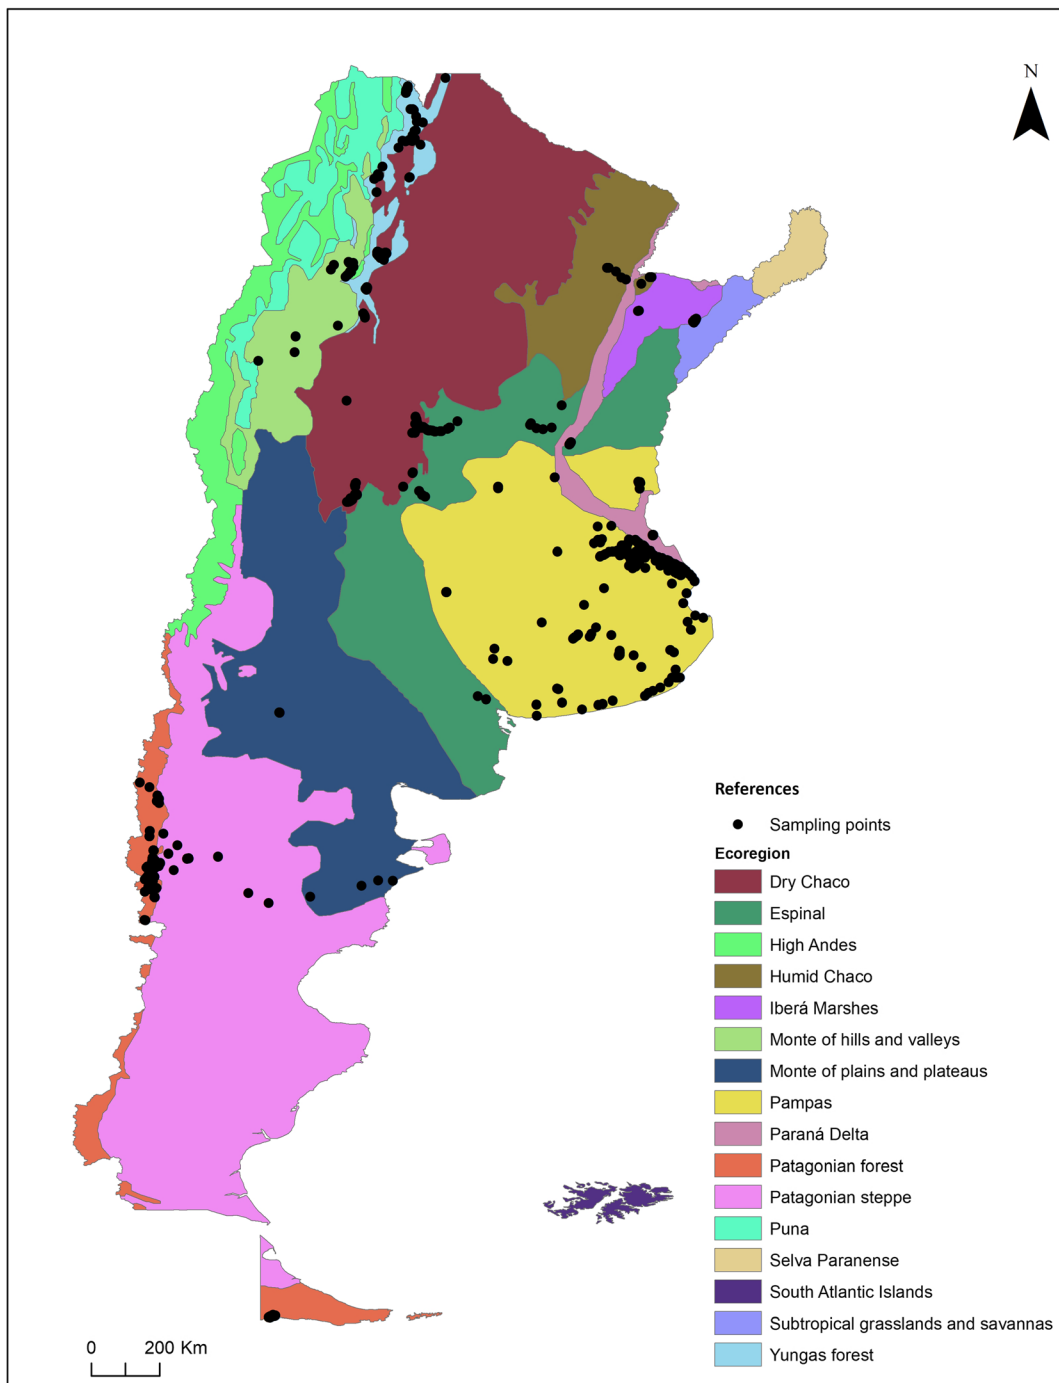 N
References
Sampling points
Ecoregion
Dry Chaco
Espinal
High Andes
Humid Chaco
Iberá Marshes
Monte of hills and valleys
Monte of plains and plateaus
Pampas
Paraná Delta
Patagonian forest
Patagonian steppe
Puna
Selva Paranense
South Atlantic Islands
Subtropical grasslands and savannas
Yungas forest
0 200 Km